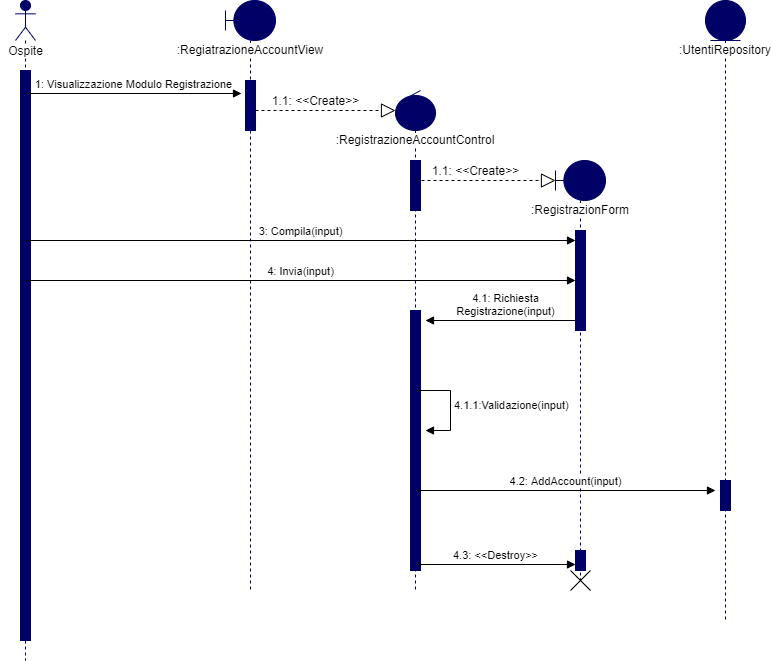 Ospite
:RegiatrazioneAccountView
:UtentiRepository
1: Visualizzazione Modulo Registrazione
1.1: <<Create>>
:RegistrazioneAccountControl
1.1: <<Create>>
:RegistrazionForm
3: Compila(input)
4: Invia(input)
4.1: Richiesta
Registrazione(input)
4.1.1:Validazione(input)
4.2: AddAccount(input)
4.3: <<Destroy>>